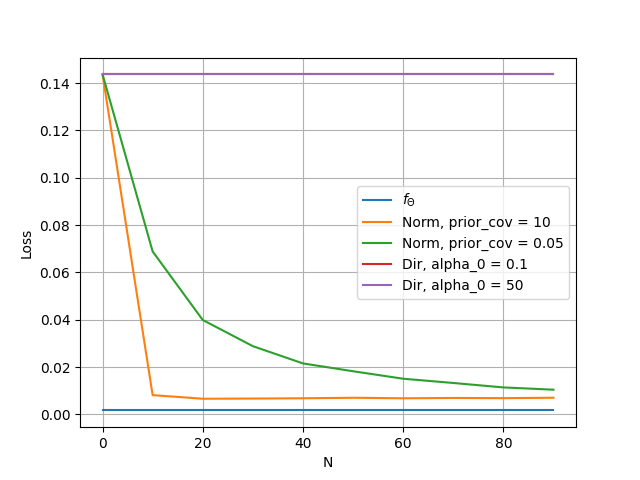 0.14
0.12
0.10
0.08
0.06
0.04
0.02
0.00
Loss
f_Θ
Norm, prior_cov = 10
Norm, prior_cov = 0.05
Dir, alpha_0 = 0.1
Dir, alpha_0 = 50
0 20 40 60 80
N